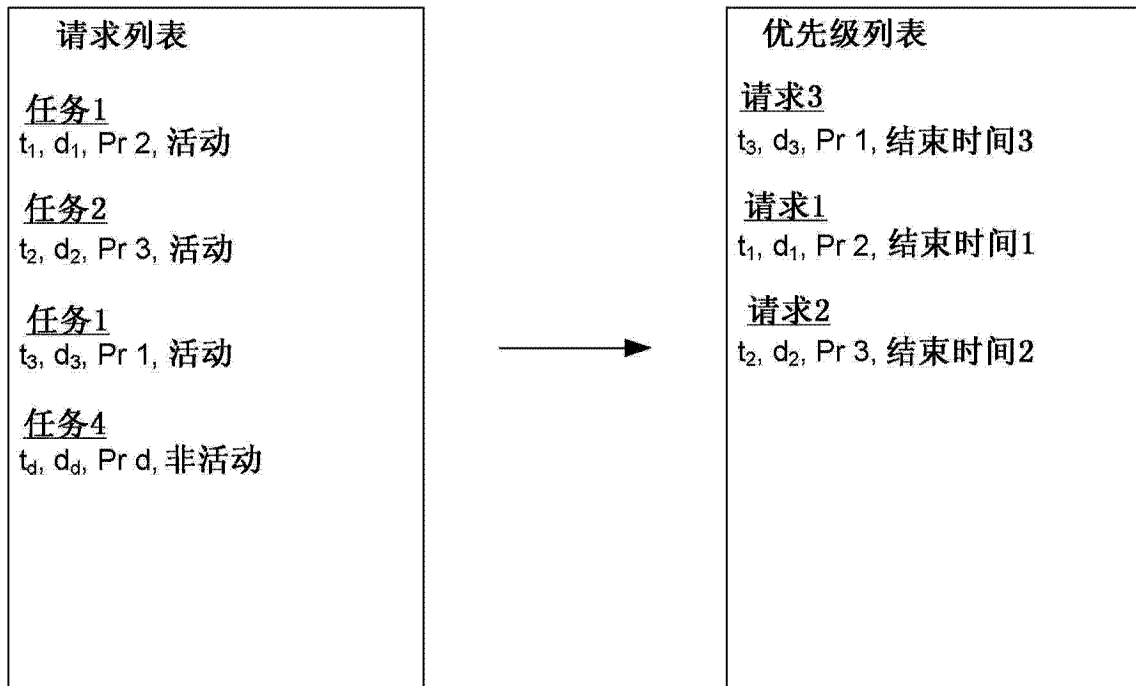 请求列表
任务1
t₁, d₁, Pr 2, 活动
任务2
t₂, d₂, Pr 3, 活动
任务1
t₃, d₃, Pr 1, 活动
任务4
t_d, d_d, Pr d, 非活动
优先级列表
请求3
t₃, d₃, Pr 1, 结束时间3
请求1
t₁, d₁, Pr 2, 结束时间1
请求2
t₂, d₂, Pr 3, 结束时间2